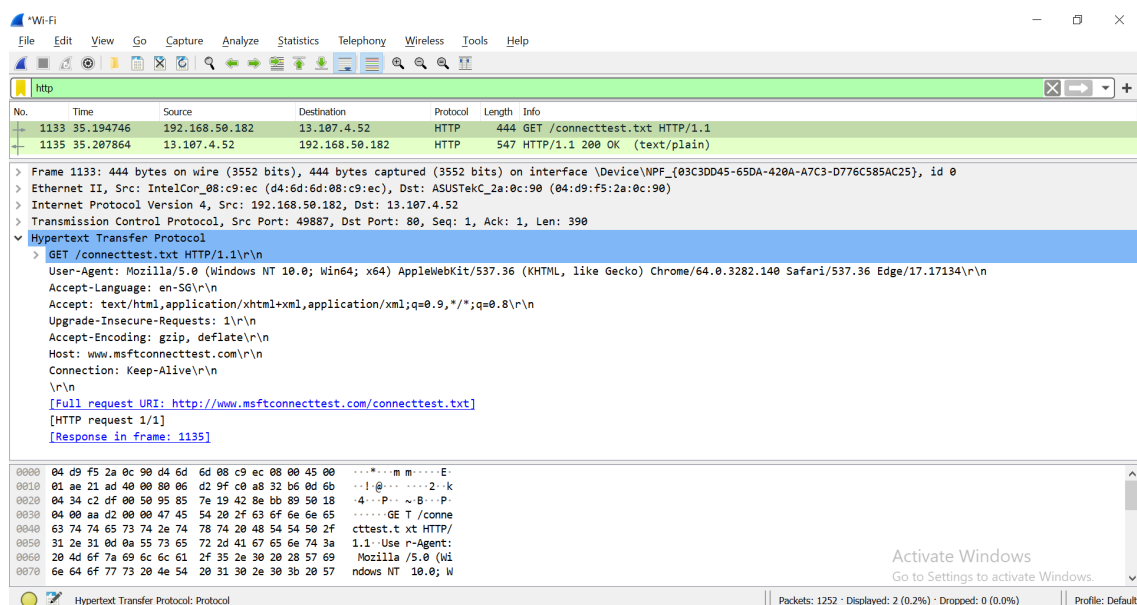 *Wi-Fi
File Edit View Go Capture Analyze Statistics Telephony Wireless Tools Help
http
No. Time Source Destination Protocol Length Info
1133 35.194746 192.168.50.182 13.107.4.52 HTTP 444 GET /connecttest.txt HTTP/1.1
1135 35.207864 13.107.4.52 192.168.50.182 HTTP 547 HTTP/1.1 200 OK (text/plain)
Frame 1133: 444 bytes on wire (3552 bits), 444 bytes captured (3552 bits) on interface \Device\NPF_{03C3DD45-65DA-420A-A7C3-D776C585AC25}, id 0
Ethernet II, Src: IntelCor_08:c9:ec (d4:6d:6d:08:c9:ec), Dst: ASUSTekC_2a:0c:90 (04:d9:f5:2a:0c:90)
Internet Protocol Version 4, Src: 192.168.50.182, Dst: 13.107.4.52
Transmission Control Protocol, Src Port: 49887, Dst Port: 80, Seq: 1, Ack: 1, Len: 390
Hypertext Transfer Protocol
GET /connecttest.txt HTTP/1.1\r\n
User-Agent: Mozilla/5.0 (Windows NT 10.0; Win64; x64) AppleWebKit/537.36 (KHTML, like Gecko) Chrome/64.0.3282.140 Safari/537.36 Edge/17.17134\r\n
Accept-Language: en-SG\r\n
Accept: text/html,application/xhtml+xml,application/xml;q=0.9,*/*;q=0.8\r\n
Upgrade-Insecure-Requests: 1\r\n
Accept-Encoding: gzip, deflate\r\n
Host: www.msftconnecttest.com\r\n
Connection: Keep-Alive\r\n
\r\n
[Full request URI: http://www.msftconnecttest.com/connecttest.txt]
[HTTP request 1/1]
[Response in frame: 1135]
0000 04 d9 f5 2a 0c 90 d4 6d 6d 08 c9 ec 08 00 45 00 ···*···m m·····E·
0010 01 ae 21 ad 40 00 80 06 d2 9f c0 a8 32 b6 0d 6b ··!·@··· ····2··k
0020 04 34 c2 df 00 50 95 85 7e 19 42 8e bb 89 50 18 ·4···P·· ~·B···P·
0030 04 00 aa d2 00 00 47 45 54 20 2f 63 6f 6e 6e 65 ······GE T /conne
0040 63 74 74 65 73 74 2e 74 78 74 20 48 54 54 50 2f cttest.t xt HTTP/
0050 31 2e 31 0d 0a 55 73 65 72 2d 41 67 65 6e 74 3a 1.1··Use r-Agent:
0060 20 4d 6f 7a 69 6c 6c 61 2f 35 2e 30 20 28 57 69 Mozilla /5.0 (Wi
0070 6e 64 6f 77 73 20 4e 54 20 31 30 2e 30 3b 20 57 ndows NT 10.0; W
Activate Windows
Go to Settings to activate Windows.
Hypertext Transfer Protocol: Protocol Packets: 1252 · Displayed: 2 (0.2%) · Dropped: 0 (0.0%) Profile: Default